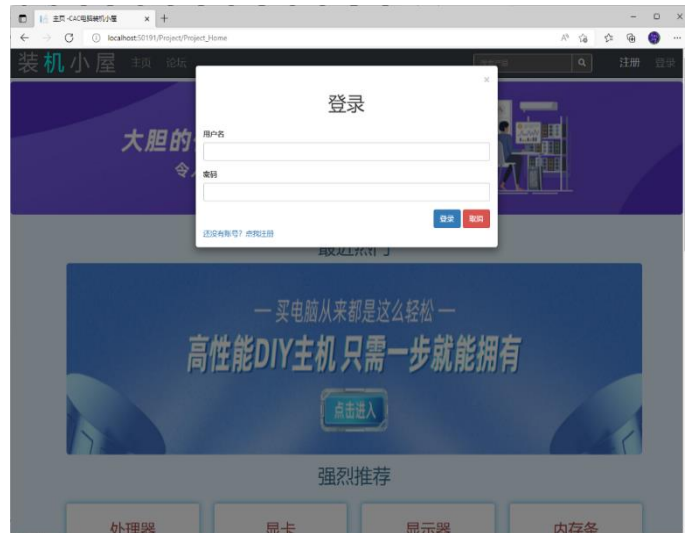 主页 -CAC电脑装机小屋
localhost:50191/Project/Project_Home
装机小屋 主页 论坛 注册 登录
×
登录
大胆的
用户名
令
密码
登录 取消
还没有账号？点我注册
最近热门
— 买电脑从来都是这么轻松 —
高性能DIY主机 只需一步就能拥有
点击进入
强烈推荐
处理器 显卡 显示器 内存条